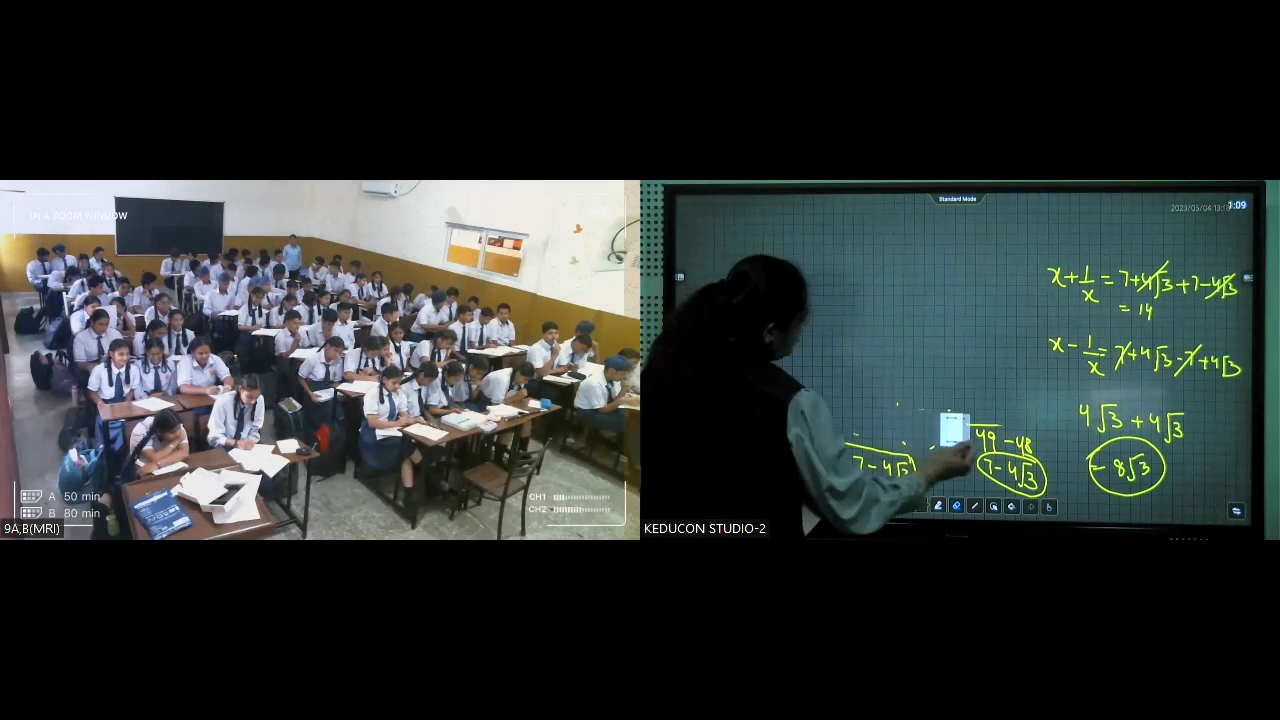 IN A ZOOM WINDOW
A 50 min
B 80 min
CH1
CH2
9A,B(MRI)
Standard Mode
1:09
x + 1/x = 7+4√3 + 7-4√3
= 14
x - 1/x = 7+4√3 - 7+4√3
4√3 + 4√3
= 8√3
49 - 48
7 - 4√3
7 - 4√3
KEDUCON STUDIO-2